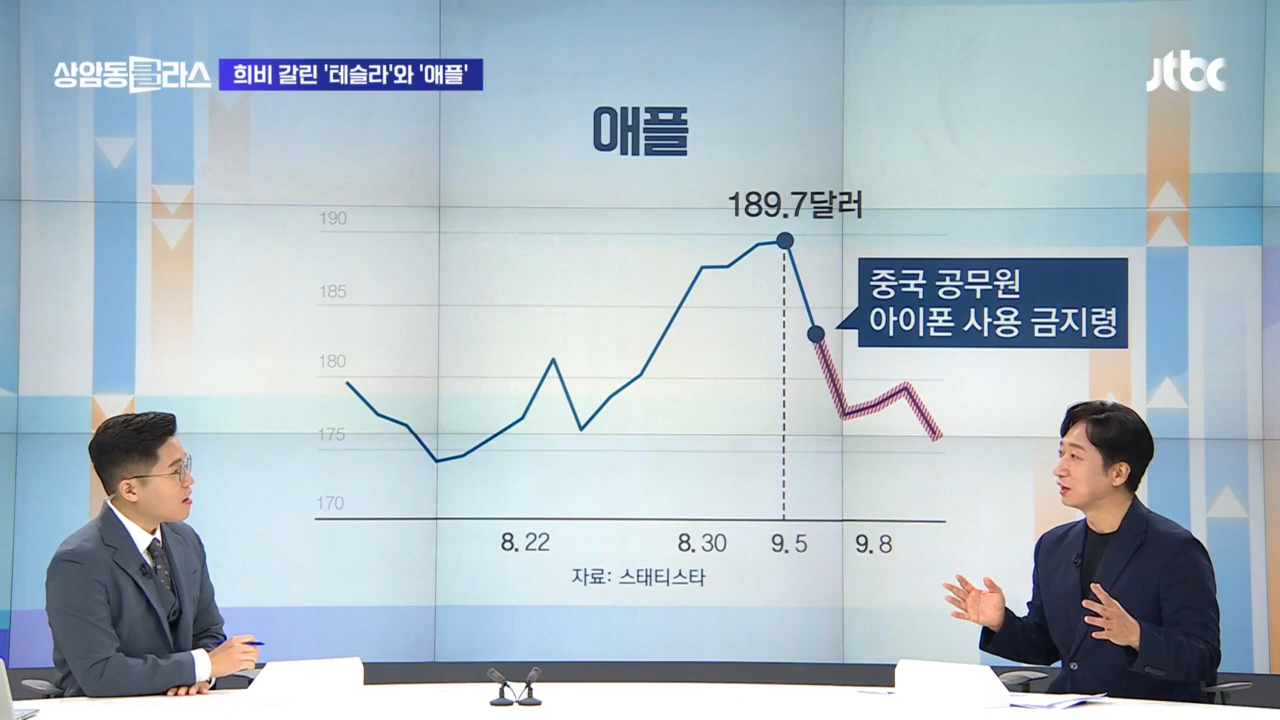 상암동클라스
희비 갈린 '테슬라'와 '애플'
jtbc
애플
189.7달러
190
185
180
175
170
중국 공무원
아이폰 사용 금지령
8.22
8.30
9.5
9.8
자료: 스태티스타